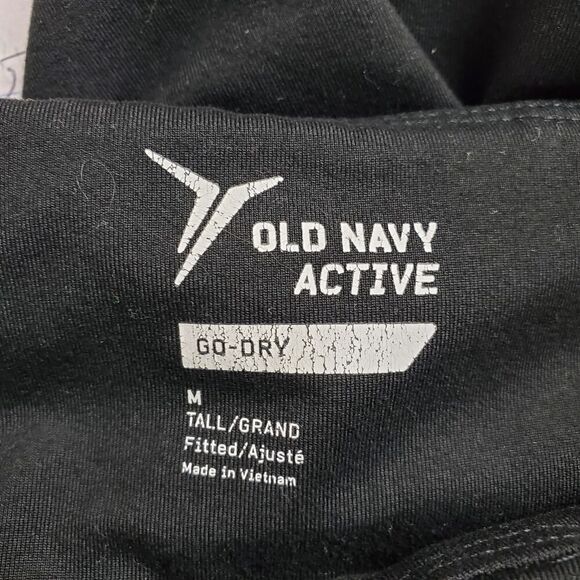 OLD NAVY
ACTIVE
GO-DRY
M
TALL/GRAND
Fitted/Ajusté
Made in Vietnam